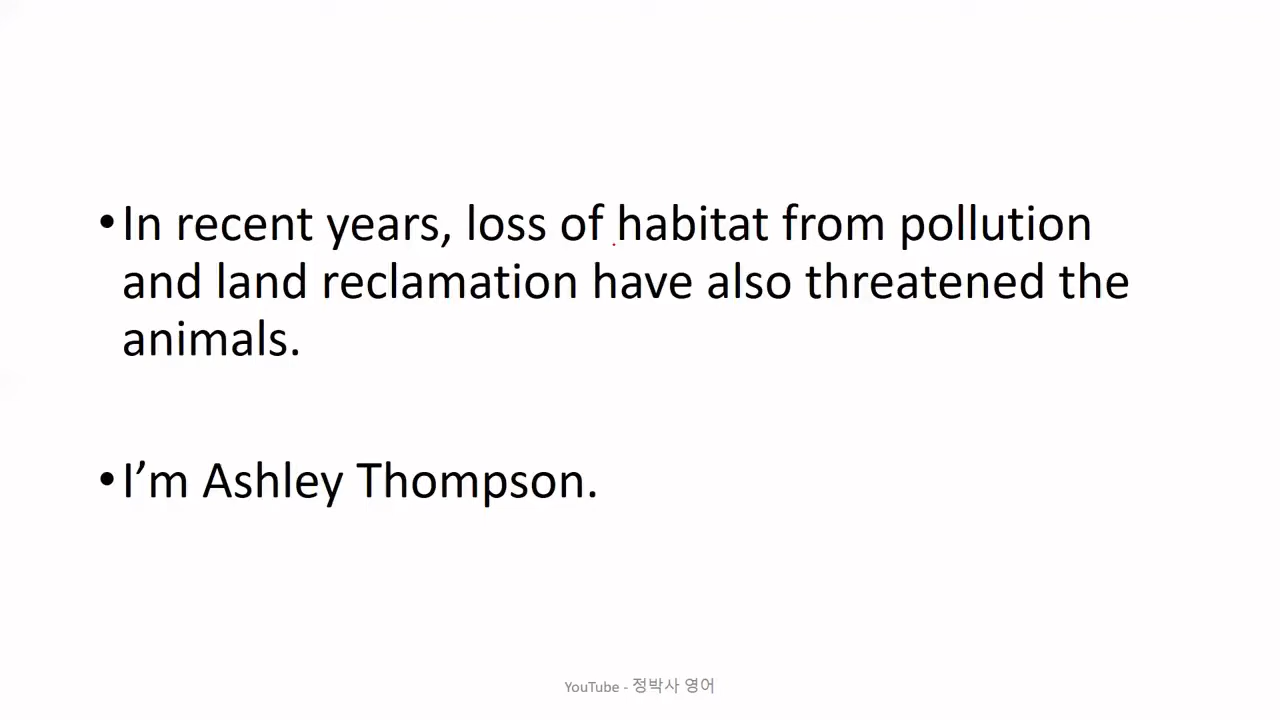 •In recent years, loss of habitat from pollution
and land reclamation have also threatened the
animals.
•I’m Ashley Thompson.
YouTube - 정박사 영어